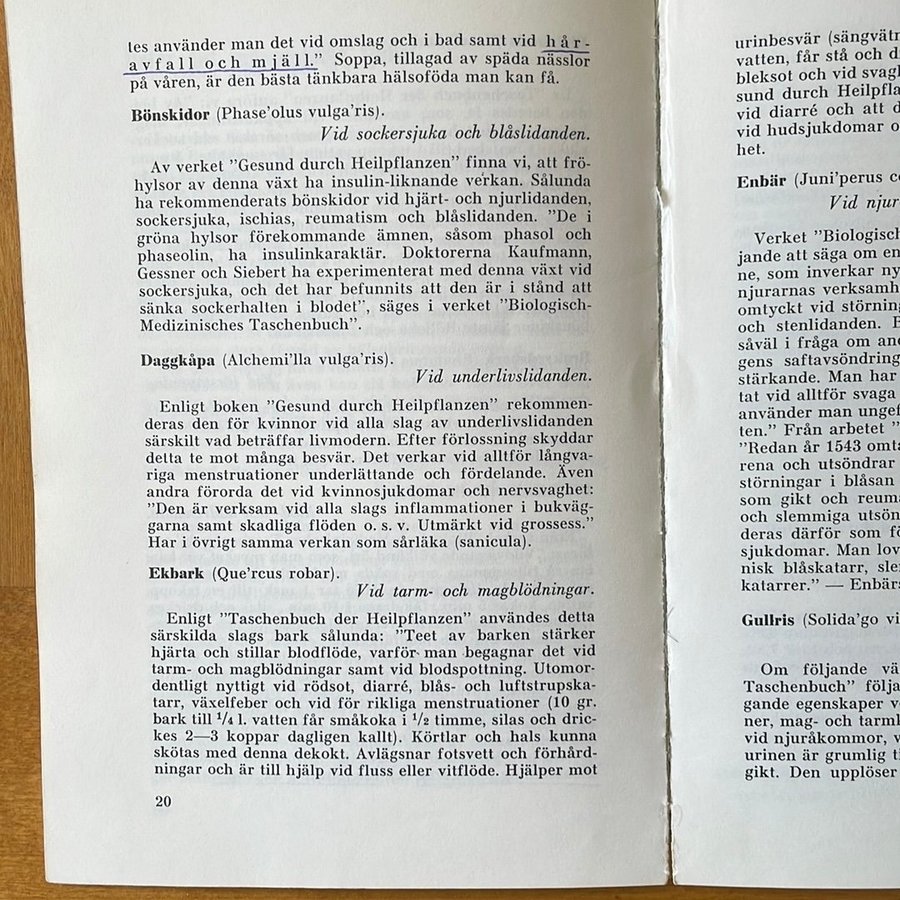 tes använder man det vid omslag och i bad samt vid hår-
avfall och mjäll." Soppa, tillagad av späda nässlor
på våren, är den bästa tänkbara hälsoföda man kan få.
Bönskidor (Phase'olus vulga'ris).
Vid sockersjuka och blåslidanden.
Av verket "Gesund durch Heilpflanzen" finna vi, att frö-
hylsor av denna växt ha insulin-liknande verkan. Sålunda
ha rekommenderats bönskidor vid hjärt- och njurlidanden,
sockersjuka, ischias, reumatism och blåslidanden. "De i
gröna hylsor förekommande ämnen, såsom phasol och
phaseolin, ha insulinkaraktär. Doktorerna Kaufmann,
Gessner och Siebert ha experimenterat med denna växt vid
sockersjuka, och det har befunnits att den är i stånd att
sänka sockerhalten i blodet", säges i verket "Biologisch-
Medizinisches Taschenbuch".
Daggkåpa (Alchemi'lla vulga'ris).
Vid underlivslidanden.
Enligt boken "Gesund durch Heilpflanzen" rekommen-
deras den för kvinnor vid alla slag av underlivslidanden
särskilt vad beträffar livmodern. Efter förlossning skyddar
detta te mot många besvär. Det verkar vid alltför långva-
riga menstruationer underlättande och fördelande. Även
andra förorda det vid kvinnosjukdomar och nervsvaghet:
"Den är verksam vid alla slags inflammationer i bukväg-
garna samt skadliga flöden o. s. v. Utmärkt vid grossess."
Har i övrigt samma verkan som sårläka (sanicula).
Ekbark (Que'rcus robar).
Vid tarm- och magblödningar.
Enligt "Taschenbuch der Heilpflanzen" användes detta
särskilda slags bark sålunda: "Teet av barken stärker
hjärta och stillar blodflöde, varför man begagnar det vid
tarm- och magblödningar samt vid blodspottning. Utomor-
dentligt nyttigt vid rödsot, diarré, blås- och luftstrupska-
tarr, växelfeber och vid för rikliga menstruationer (10 gr.
bark till 1/4 l. vatten får småkoka i 1/2 timme, silas och dric-
kes 2—3 koppar dagligen kallt). Körtlar och hals kunna
skötas med denna dekokt. Avlägsnar fotsvett och förhård-
ningar och är till hjälp vid fluss eller vitflöde. Hjälper mot
20
urinbesvär (sängvätn
vatten, får stå och d
bleksot och vid svagh
sund durch Heilpfla
vid diarré och att d
vid hudsjukdomar o
het.
Enbär (Juni'perus co
Vid njur
Verket "Biologisch
jande att säga om en
ne, som inverkar ny
njurarnas verksamh
omtyckt vid störning
och stenlidanden. E
såväl i fråga om and
gens saftavsöndring
stärkande. Man har
tat vid alltför svaga
använder man ungef
ten." Från arbetet "
"Redan år 1543 omta
rena och utsöndrar
störningar i blåsan
som gikt och reuma
och slemmiga utsön
deras därför som fö
sjukdomar. Man lov
nisk blåskatarr, sle
katarrer." — Enbärs
Gullris (Solida'go vi
Om följande vä
Taschenbuch" följa
gande egenskaper ve
ner, mag- och tarmk
vid njuråkommor, v
urinen är grumlig ti
gikt. Den upplöser